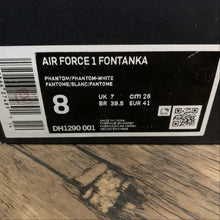 AIR FORCE 1 FONTANKA
PHANTOM/PHANTOM-WHITE
FANTOME/BLANC/FANTOME
8
UK 7 CM 26
BR 39.5 EUR 41
DH1290 001